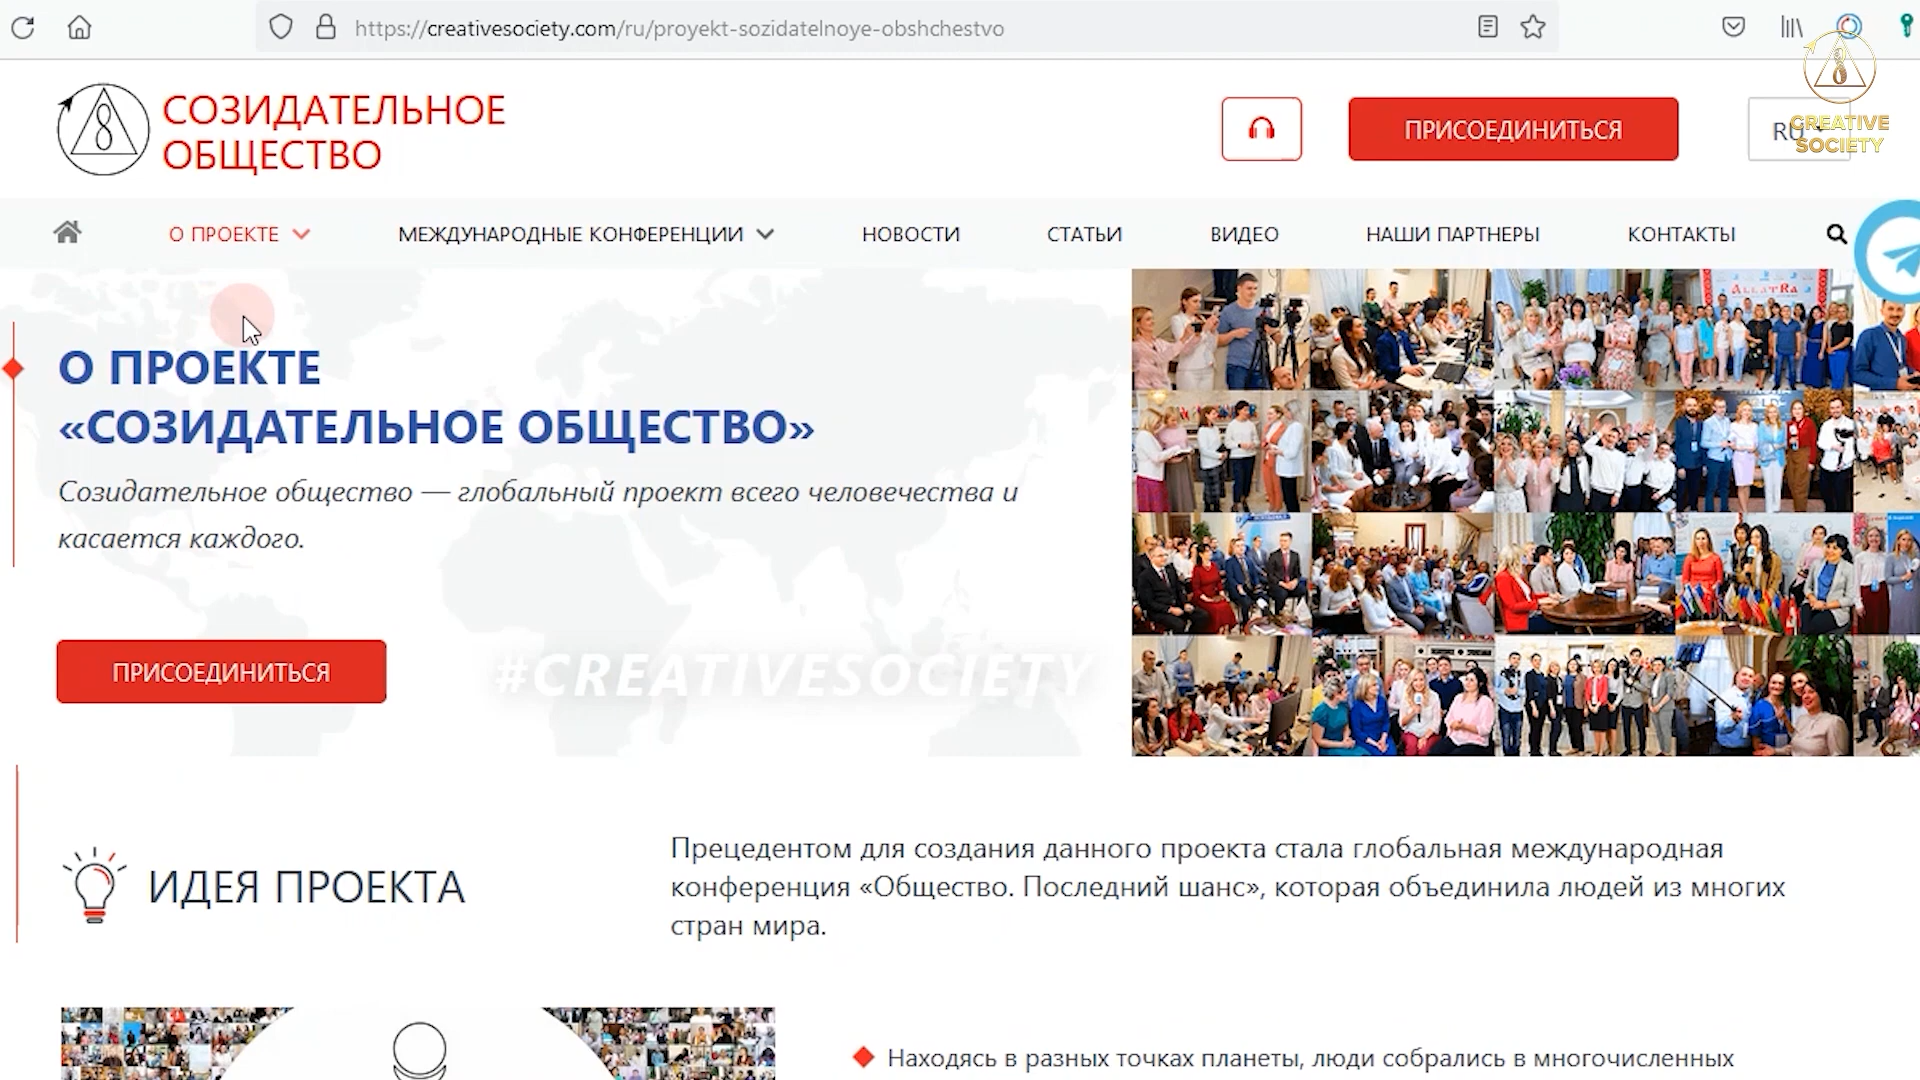 https://creativesociety.com/ru/proyekt-sozidatelnoye-obshchestvo
СОЗИДАТЕЛЬНОЕ
ОБЩЕСТВО
ПРИСОЕДИНИТЬСЯ
RU
CREATIVE
SOCIETY
О ПРОЕКТЕ
МЕЖДУНАРОДНЫЕ КОНФЕРЕНЦИИ
НОВОСТИ
СТАТЬИ
ВИДЕО
НАШИ ПАРТНЕРЫ
КОНТАКТЫ
ALLATRA
О ПРОЕКТЕ
«СОЗИДАТЕЛЬНОЕ ОБЩЕСТВО»
Созидательное общество — глобальный проект всего человечества и
касается каждого.
ПРИСОЕДИНИТЬСЯ
#CREATIVESOCIETY
ИДЕЯ ПРОЕКТА
Прецедентом для создания данного проекта стала глобальная международная
конференция «Общество. Последний шанс», которая объединила людей из многих
стран мира.
Находясь в разных точках планеты, люди собрались в многочисленных